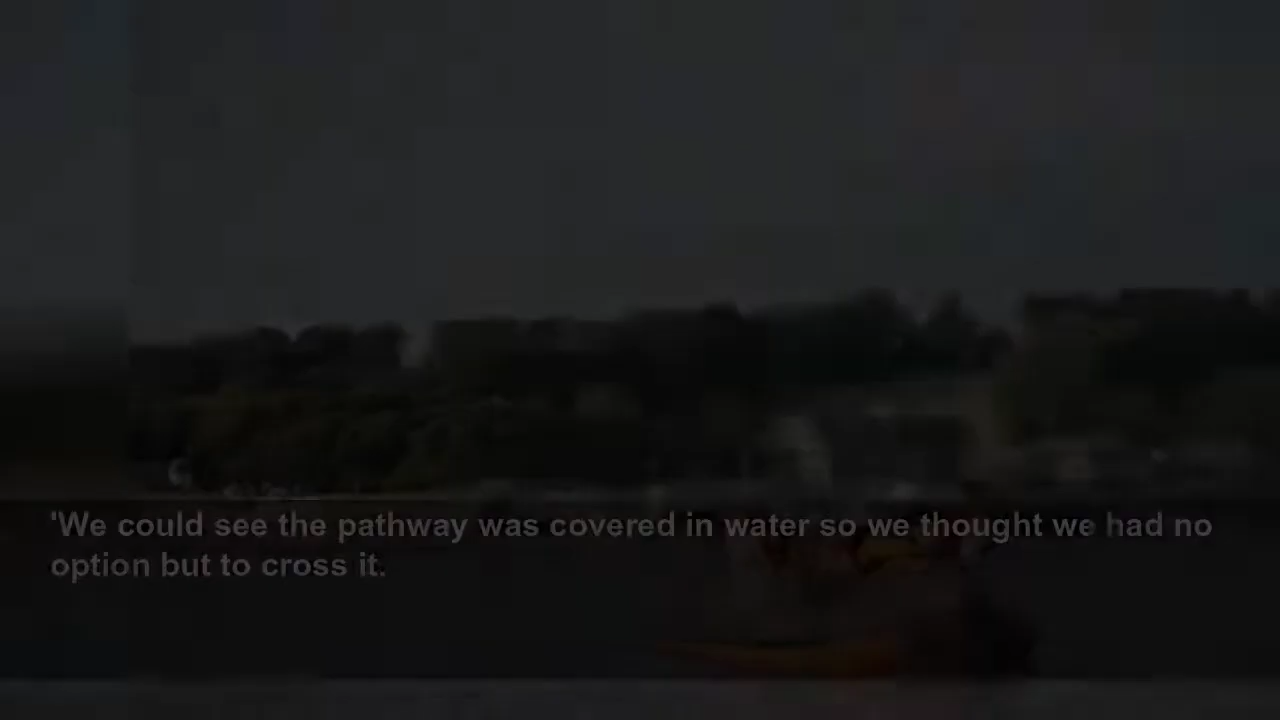 'We could see the pathway was covered in water so we thought we had no
option but to cross it.